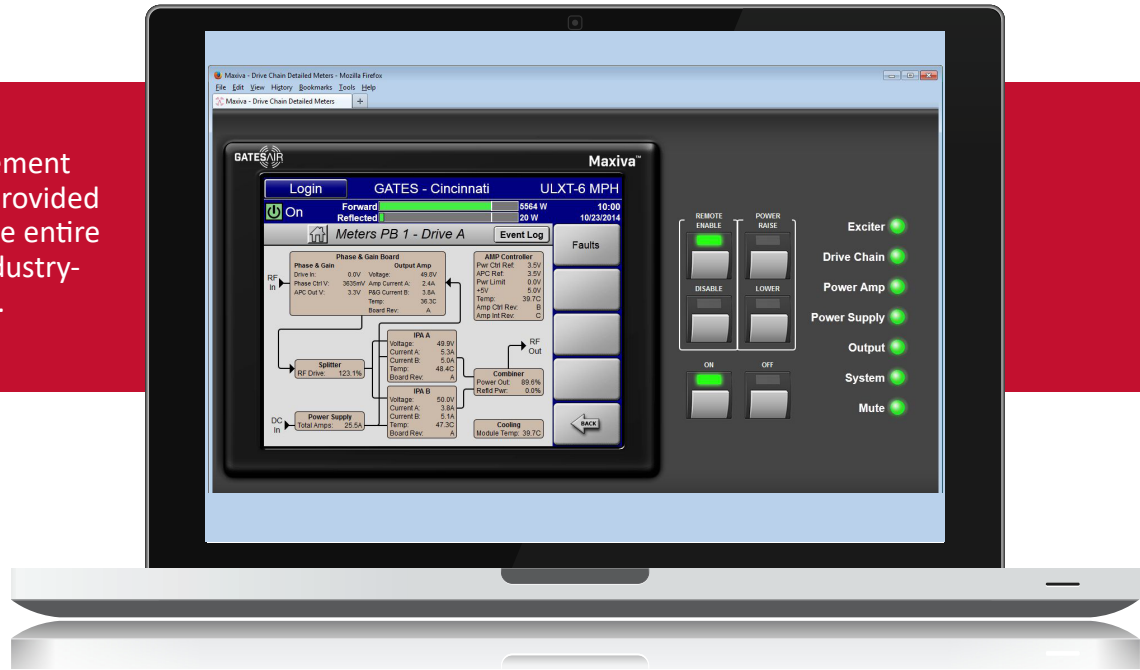 ement
rovided
e entire
dustry-
.
Maxiva - Drive Chain Detailed Meters - Mozilla Firefox
File Edit View History Bookmarks Tools Help
Maxiva - Drive Chain Detailed Meters +
GATESAIR Maxiva™
Login GATES - Cincinnati ULXT-6 MPH
On Forward 5564 W 10:00
Reflected 20 W 10/23/2014
Meters PB 1 - Drive A Event Log
Faults
Phase & Gain Board
Phase & Gain Output Amp
Drive In: 0.0V Voltage: 49.8V
Phase Ctrl V: 3635mV Amp Current A: 2.4A
APC Out V: 3.3V P&G Current B: 3.8A
Temp: 36.3C
Board Rev: A
RF
In
AMP Controller
Pwr Ctrl Ref: 3.5V
APC Ref: 3.5V
Pwr Limit 0.0V
+5V 5.0V
Temp: 39.7C
Amp Ctrl Rev: B
Amp Int Rev: C
IPA A
Voltage: 49.9V
Current A: 5.3A
Current B: 5.0A
Temp: 48.4C
Board Rev: A
RF
Out
Splitter
RF Drive: 123.1%
Combiner
Power Out: 89.6%
Refld Pwr: 0.0%
IPA B
Voltage: 50.0V
Current A: 3.8A
Current B: 5.1A
Temp: 47.3C
Board Rev: A
DC
In
Power Supply
Total Amps: 25.5A
Cooling
Module Temp: 39.7C
BACK
REMOTE
ENABLE
POWER
RAISE
DISABLE
LOWER
ON
OFF
Exciter
Drive Chain
Power Amp
Power Supply
Output
System
Mute